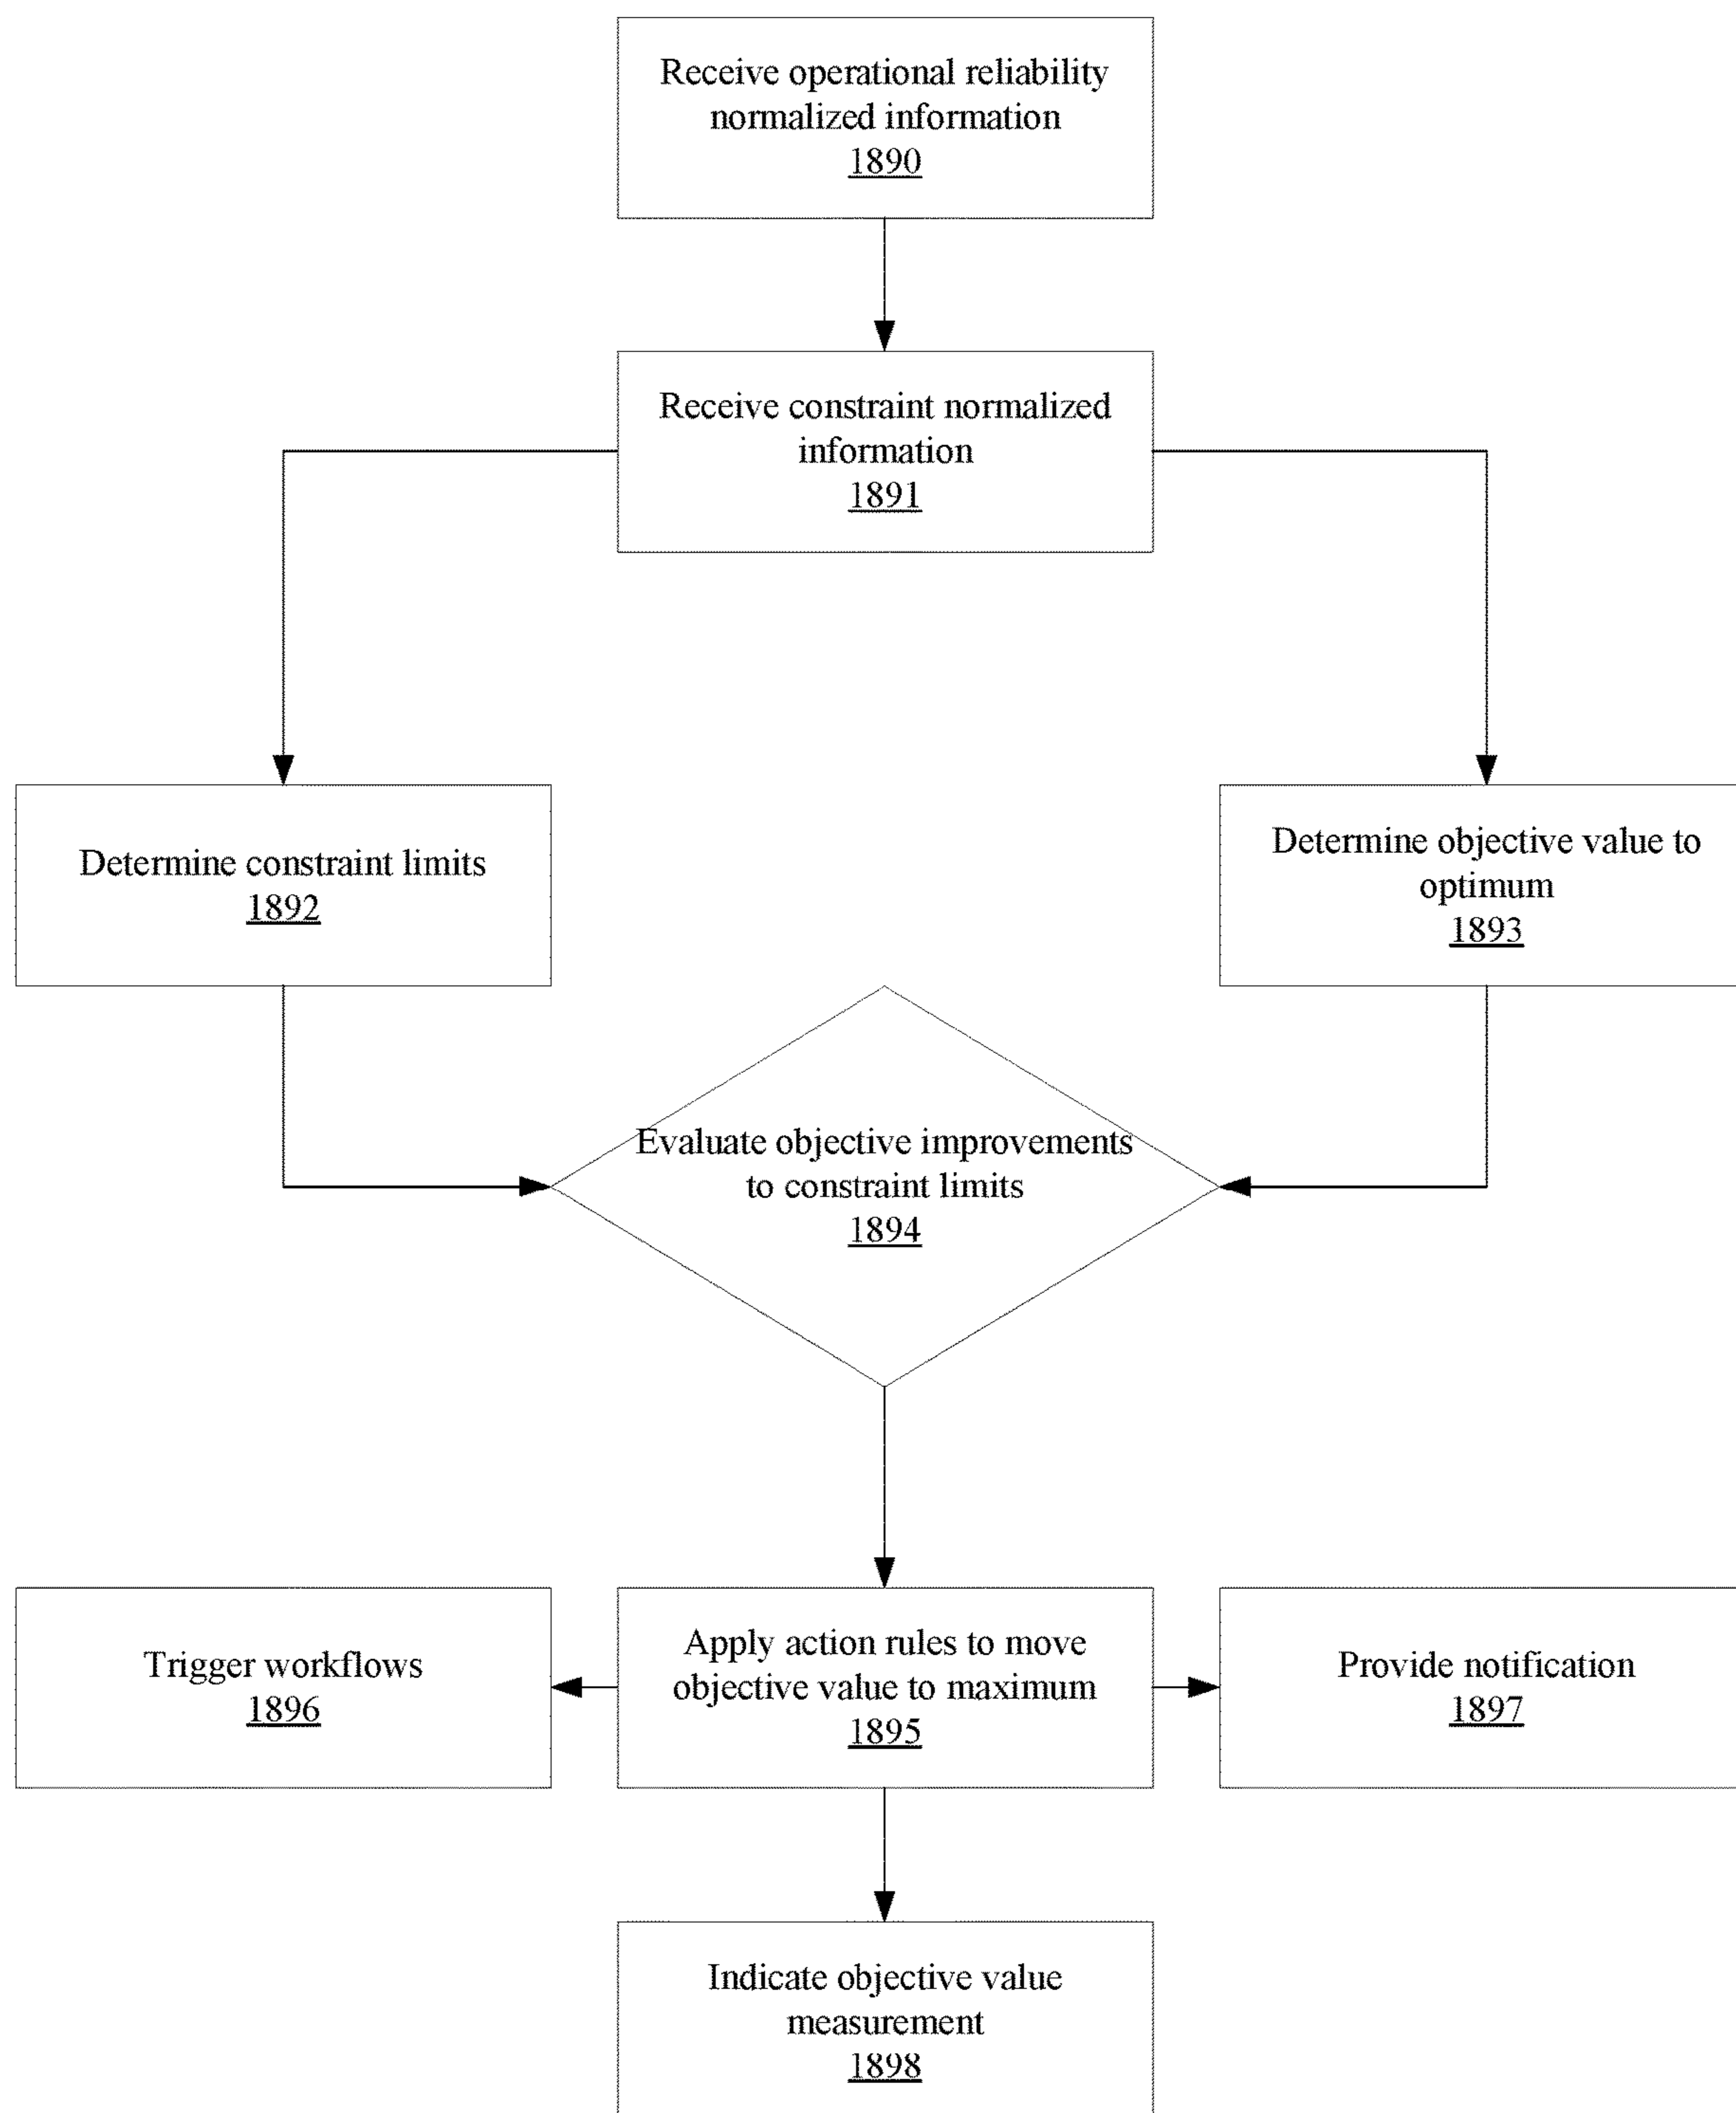 Receive operational reliability
normalized information
1890
Receive constraint normalized
information
1891
Determine constraint limits
1892
Determine objective value to
optimum
1893
Evaluate objective improvements
to constraint limits
1894
Trigger workflows
1896
Apply action rules to move
objective value to maximum
1895
Provide notification
1897
Indicate objective value
measurement
1898